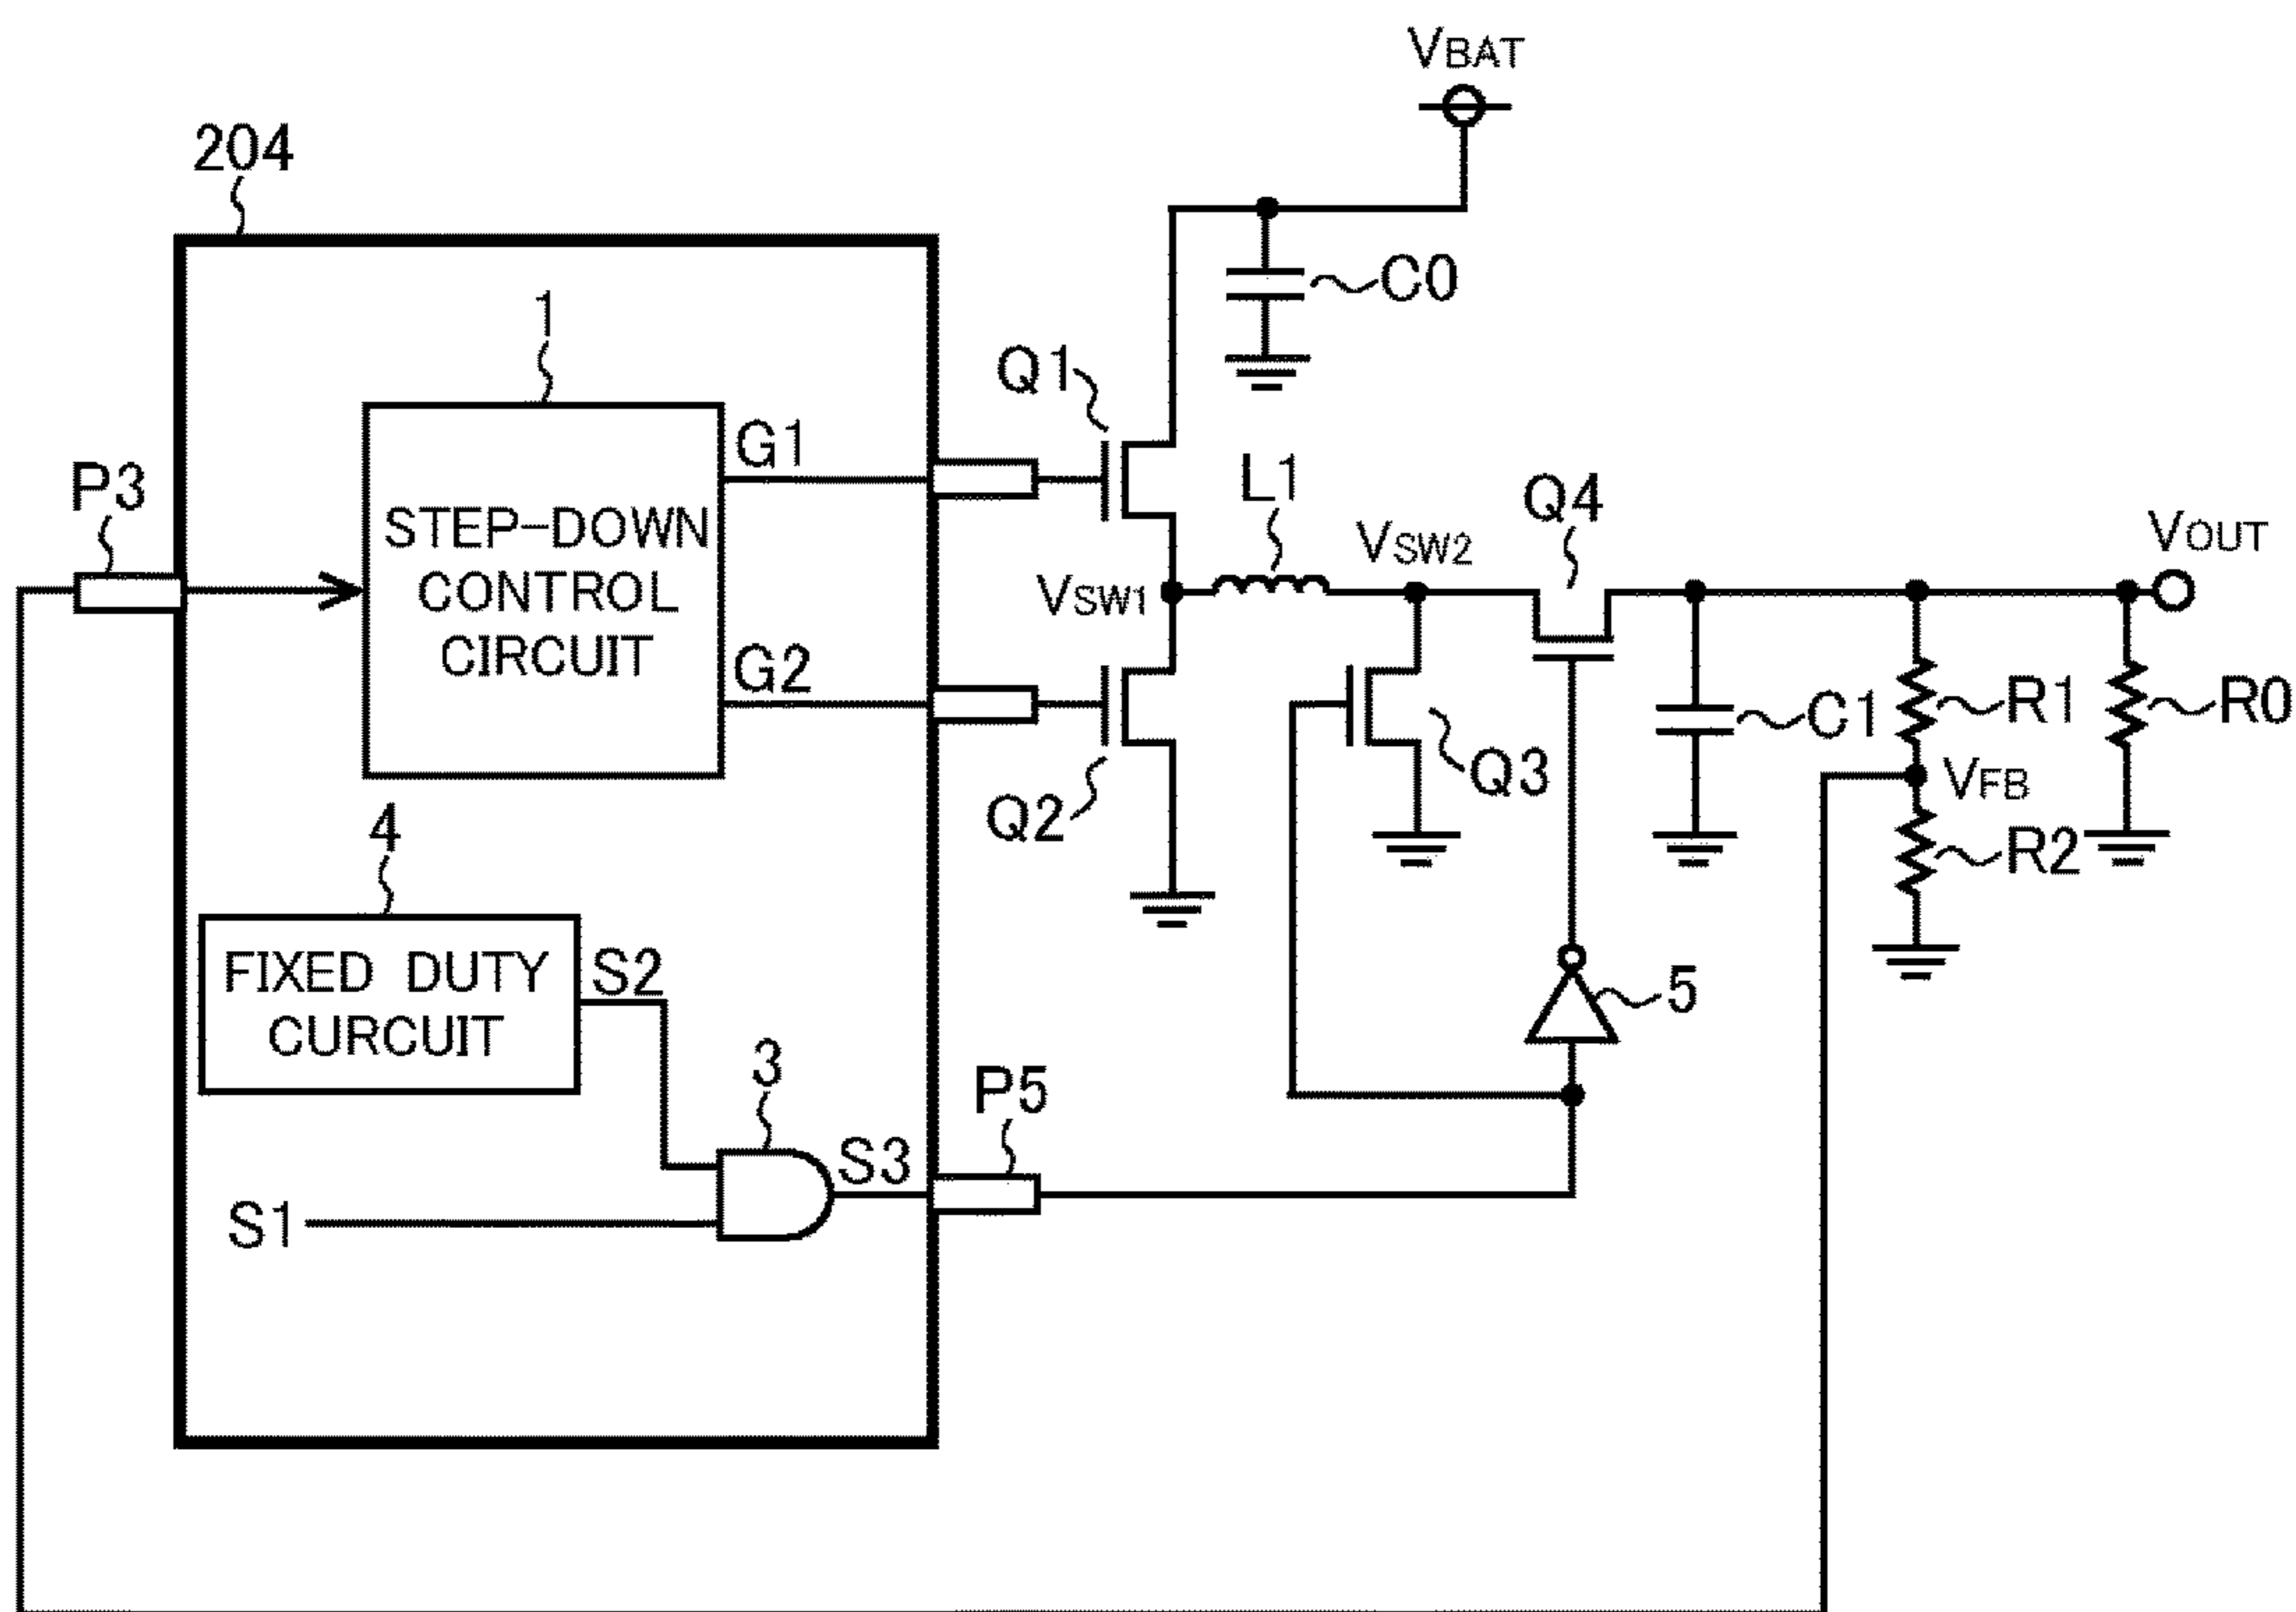 VBAT
204
C0
1
Q1
G1
P3
STEP-DOWN
CONTROL
CIRCUIT
L1
Q4
VSW2
VOUT
VSW1
G2
R1
R0
C1
Q3
VFB
Q2
4
R2
FIXED DUTY
CURCUIT
S2
5
3
P5
S3
S1